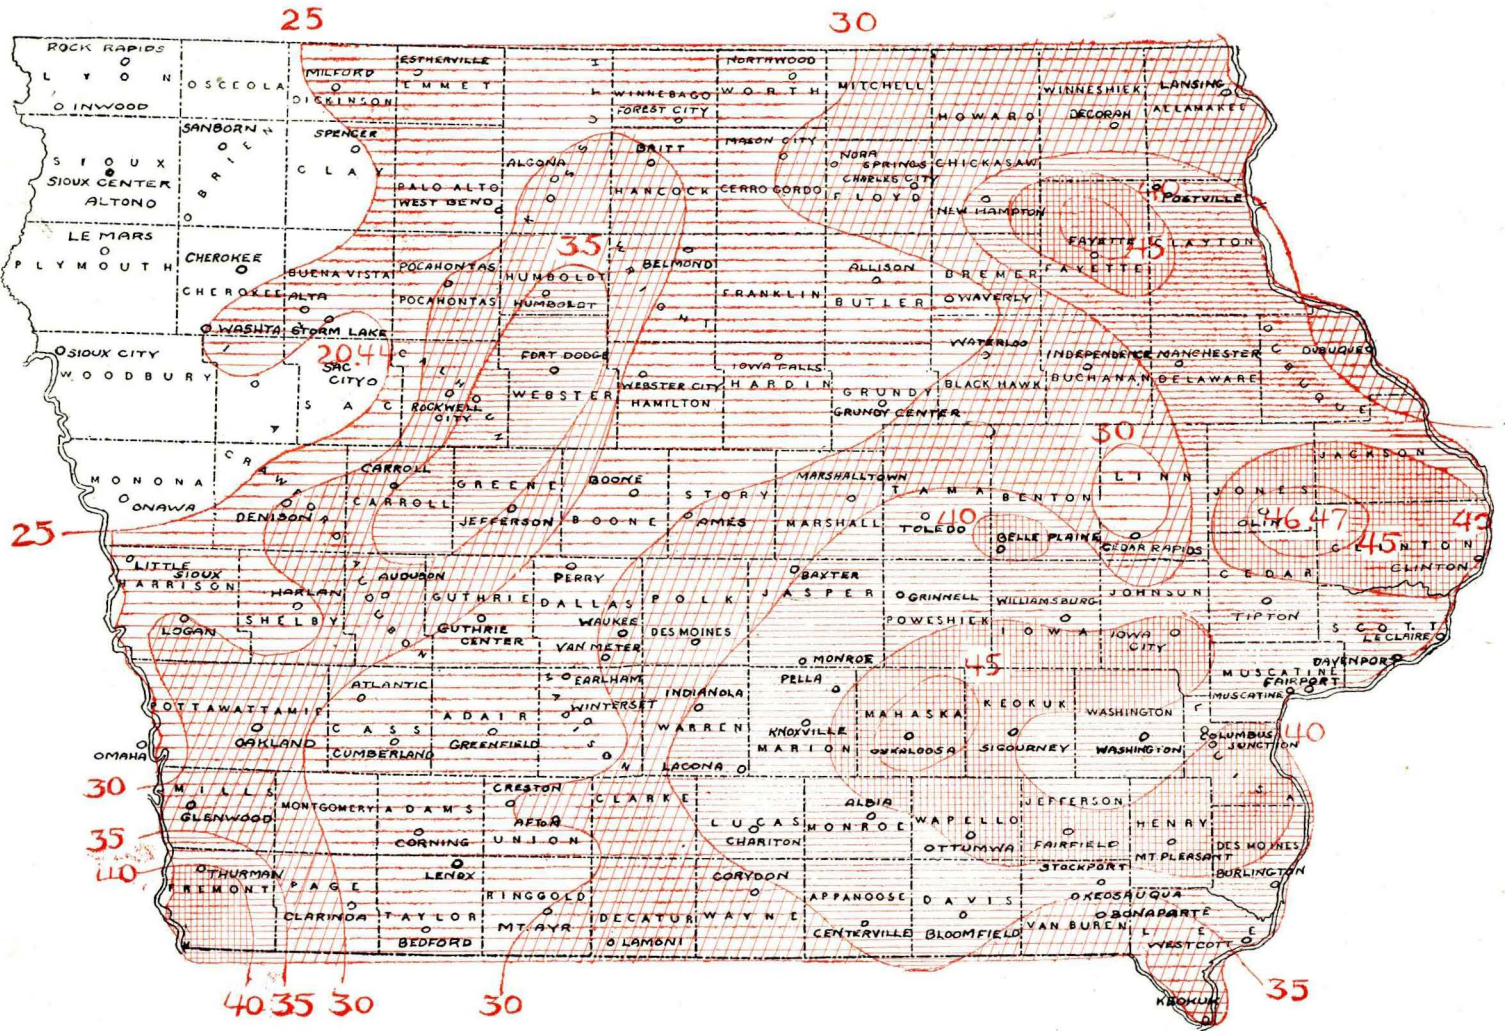 25
30
ROCK RAPIDS
LYON
INWOOD
OSCEOLA
MILFORD
DICKINSON
ESTHERVILLE
EMMET
WINNEBAGO
FOREST CITY
NORTHWOOD
WORTH
MITCHELL
HOWARD
WINNESHIEK
DECORAH
LANSING
ALLAMAKEE
SANBORN
O BRIEN
SPENCER
CLAY
SIOUX
SIOUX CENTER
ALTONO
PALO ALTO
WEST BEND
ALGONA
KOSSUTH
BRITT
HANCOCK
MASON CITY
CERRO GORDO
NORA
SPRINGS
CHARLES CITY
FLOYD
CHICKASAW
NEW HAMPTON
40
POSTVILLE
FAYETTE
FAYETTE
CLAYTON
45
LE MARS
PLYMOUTH
CHEROKEE
CHEROKEE
BUENA VISTA
ALTA
STORM LAKE
WASHTA
POCAHONTAS
POCAHONTAS
35
HUMBOLDT
HUMBOLDT
WRIGHT
BELMOND
FRANKLIN
ALLISON
BUTLER
BREMER
WAVERLY
SIOUX CITY
WOODBURY
IDA
20.44
SAC
CITY
SAC
CALHOUN
ROCKWELL
CITY
FORT DODGE
WEBSTER
WEBSTER CITY
HAMILTON
IOWA FALLS
HARDIN
GRUNDY
GRUNDY CENTER
WATERLOO
BLACK HAWK
INDEPENDENCE
BUCHANAN
MANCHESTER
DELAWARE
DUBUQUE
DUBUQUE
MONONA
ONAWA
CRAWFORD
DENISON
CARROLL
CARROLL
GREENE
JEFFERSON
BOONE
BOONE
STORY
AMES
MARSHALLTOWN
MARSHALL
TAMA
TOLEDO
40
BENTON
BELLE PLAINE
30
LINN
CEDAR RAPIDS
JONES
OLIN
46.47
JACKSON
45
CLINTON
CLINTON
25
LITTLE
SIOUX
HARRISON
LOGAN
HARLAN
SHELBY
AUDUBON
AUDUBON
GUTHRIE
GUTHRIE
CENTER
PERRY
DALLAS
WAUKEE
VAN METER
POLK
DES MOINES
BAXTER
JASPER
MONROE
GRINNELL
POWESHIEK
WILLIAMSBURG
IOWA
JOHNSON
IOWA
CITY
CEDAR
TIPTON
SCOTT
LE CLAIRE
DAVENPORT
MUSCATINE
FAIRPORT
MUSCATINE
POTTAWATTAMIE
OAKLAND
OMAHA
ATLANTIC
CASS
CUMBERLAND
ADAIR
GREENFIELD
MADISON
EARLHAM
WINTERSET
INDIANOLA
WARREN
LACONA
PELLA
KNOXVILLE
MARION
45
MAHASKA
OSKALOOSA
KEOKUK
SIGOURNEY
WASHINGTON
WASHINGTON
LOUISA
COLUMBUS
JUNCTION
40
30
MILLS
GLENWOOD
MONTGOMERY
ADAMS
CORNING
CRESTON
AFTON
UNION
CLARKE
LUCAS
CHARITON
ALBIA
MONROE
WAPELLO
OTTUMWA
JEFFERSON
FAIRFIELD
STOCKPORT
HENRY
MT. PLEASANT
DES MOINES
BURLINGTON
35
40
THURMAN
FREMONT
PAGE
CLARINDA
TAYLOR
BEDFORD
LENOX
RINGGOLD
MT. AYR
DECATUR
LAMONI
CORYDON
WAYNE
APPANOOSE
CENTERVILLE
DAVIS
BLOOMFIELD
KEOSAUQUA
BONAPARTE
VAN BUREN
LEE
WESTCOTT
KEOKUK
35
40 35 30
30